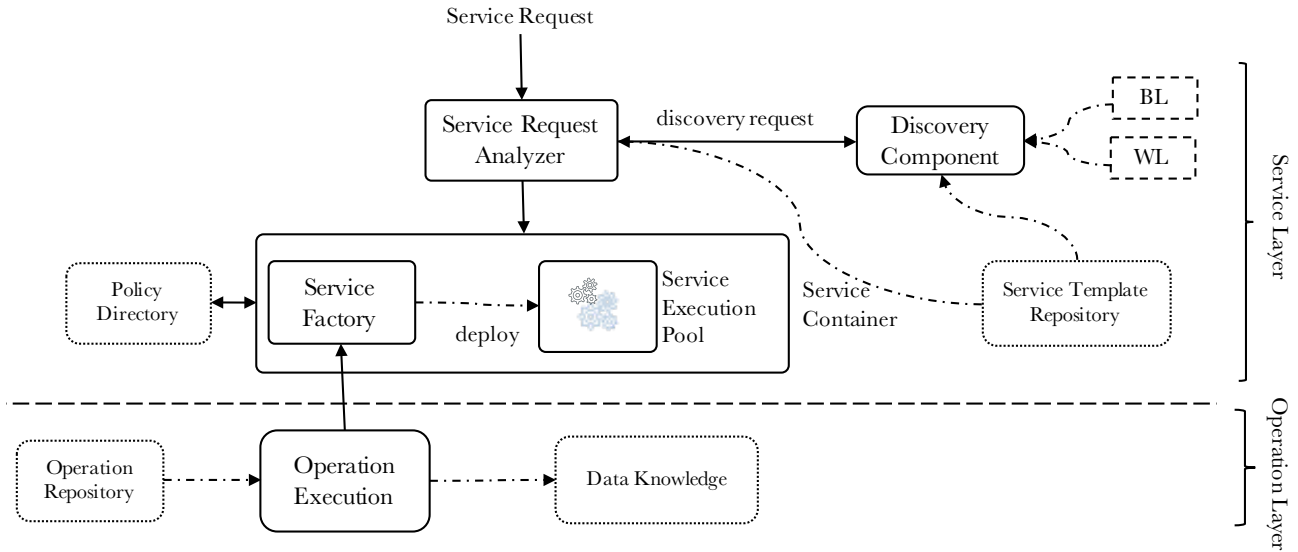 Service Request
Service Request
Analyzer
discovery request
Discovery
Component
BL
WL
Service Layer
Policy
Directory
Service
Factory
deploy
Service
Execution
Pool
Service
Container
Service Template
Repository
Operation Layer
Operation
Repository
Operation
Execution
Data Knowledge